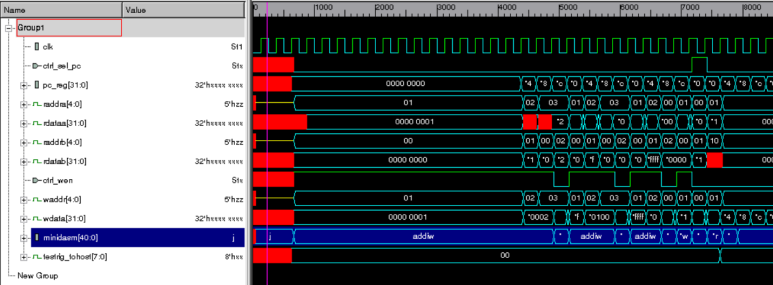 Name Value 0 1000 2000 3000 4000 5000 6000 7000 8000
Group1
clk St1
ctrl_sel_pc Stx
pc_reg[31:0] 32'hxxxx xxxx 0000 0000 *4 *8 *c *0 *4 *8 *c *0 *4 *8 *c *0 *4 *8 *c *0
raddra[4:0] 5'hzz 01 02 03 01 02 03 01 02 00 01 00 01
rdataa[31:0] 32'hxxxx xxxx 0000 0001 *2 *0 *00 *0 *1
raddrb[4:0] 5'hzz 00 01 00 02 00 01 00 02 00 01 02 01 10
rdatab[31:0] 32'hxxxx xxxx 0000 0000 *1 *0 *2 *0 *f *0 *0 *0 *ffff *0000 *1
ctrl_wen Stx
waddr[4:0] 5'hzz 01 02 03 01 02 03 01 02 00 01 00 01
wdata[31:0] 32'hxxxx xxxx 0000 0001 *0002 *f *0100 *ffff *0 *1 *4 *8 *c
minidasm[40:0] j j addiw * addiw * addiw * *w * *r *
testrig_tohost[7:0] 8'hxx 00
New Group